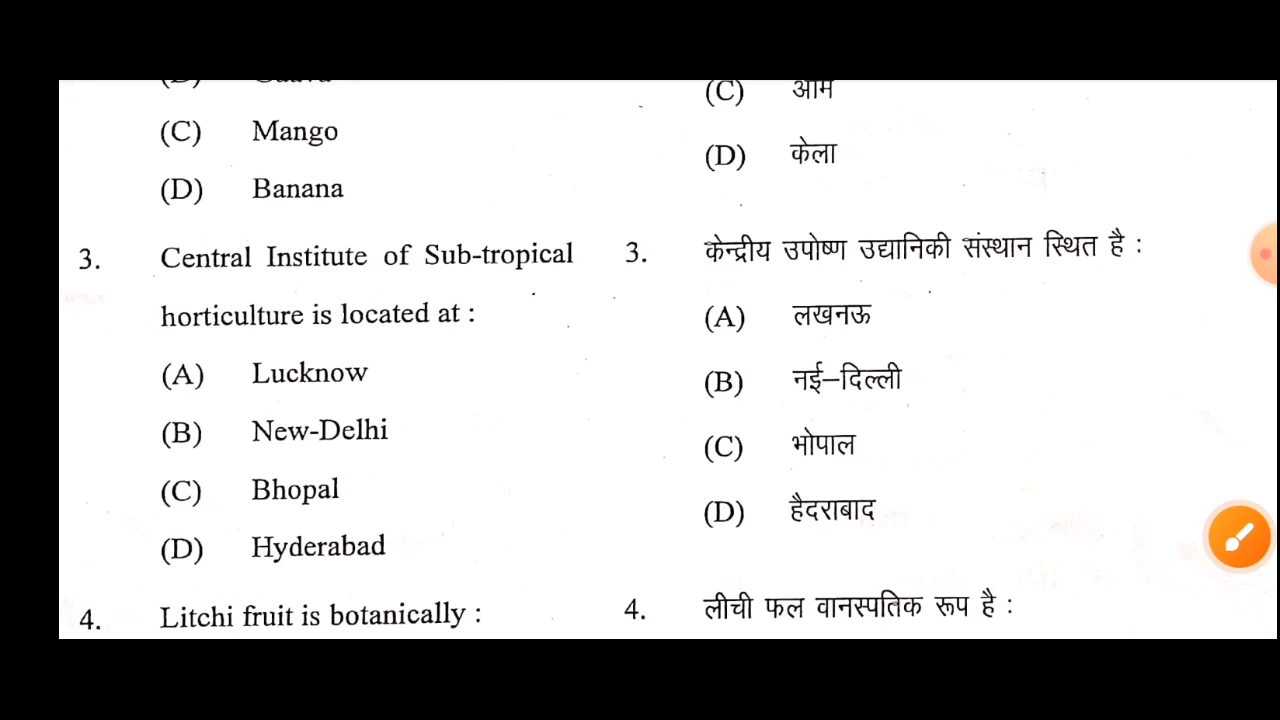 (C) Mango
(D) Banana
3. Central Institute of Sub-tropical
horticulture is located at :
(A) Lucknow
(B) New-Delhi
(C) Bhopal
(D) Hyderabad
4. Litchi fruit is botanically :
(C) आम
(D) केला
3. केन्द्रीय उपोष्ण उद्यानिकी संस्थान स्थित है :
(A) लखनऊ
(B) नई–दिल्ली
(C) भोपाल
(D) हैदराबाद
4. लीची फल वानस्पतिक रूप है :